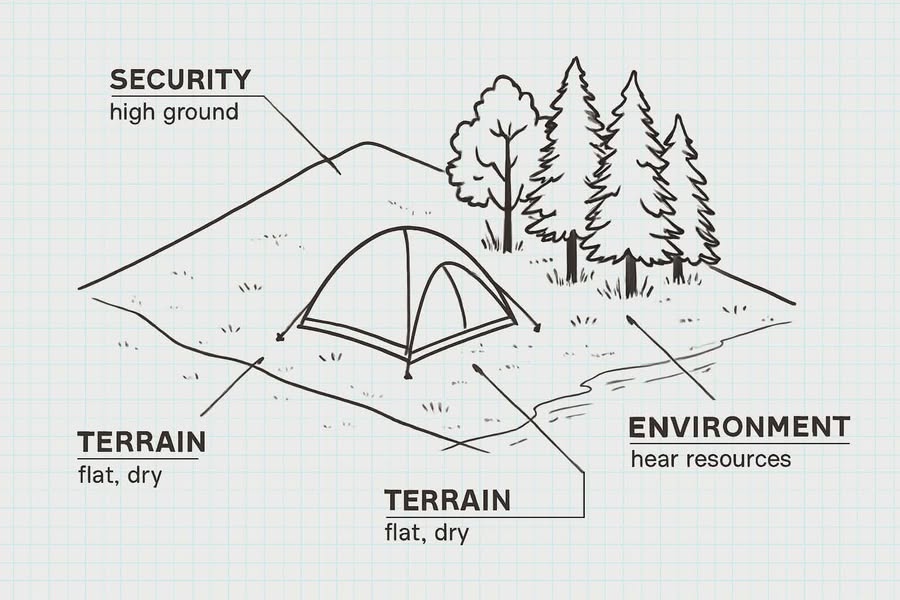 SECURITY
high ground
TERRAIN
flat, dry
TERRAIN
flat, dry
ENVIRONMENT
hear resources